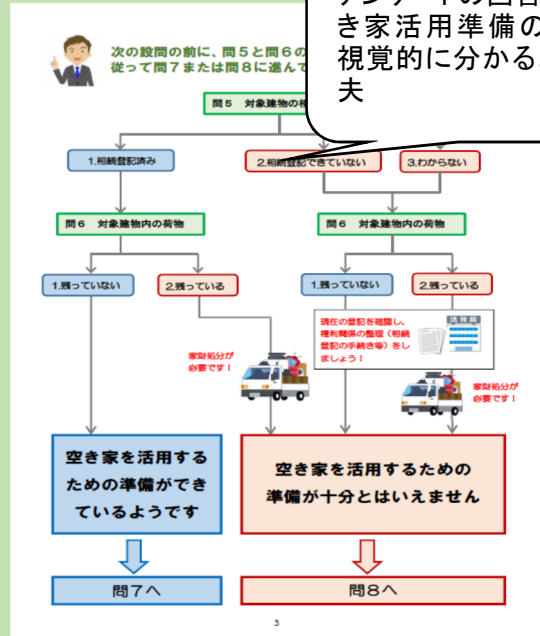 き家活用準備の
視覚的に分かる
夫
次の設問の前に、問5と問6の
従って問7または問8に進んで
問5 対象建物の
1.相続登記済み
2.相続登記できていない
3.わからない
問6 対象建物内の荷物
問6 対象建物内の荷物
1.残っていない
2.残っている
1.残っていない
2.残っている
現在の登記を確認し、
権利関係の整理（相続
登記の手続き等）をし
ましょう！
法務局
家財処分が
必要です！
家財処分が
必要です！
空き家を活用する
ための準備ができ
ているようです
空き家を活用するための
準備が十分とはいえません
問7へ
問8へ
3